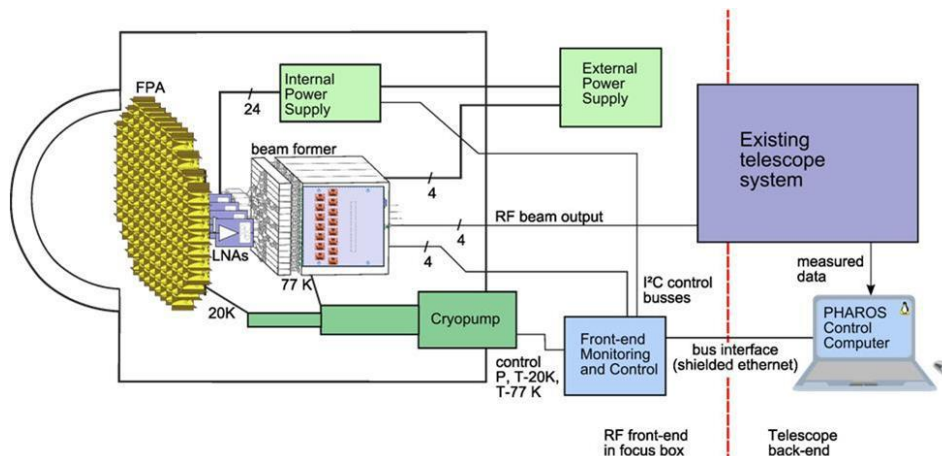 FPA
Internal
Power
Supply
External
Power
Supply
24
beam former
Existing
telescope
system
4
RF beam output
4
LNAs
4
77 K
I²C control
busses
measured
data
20K
Cryopump
PHAROS
Control
Computer
Front-end
Monitoring
and Control
bus interface
(shielded ethernet)
control
P, T-20K,
T-77 K
RF front-end
in focus box
Telescope
back-end